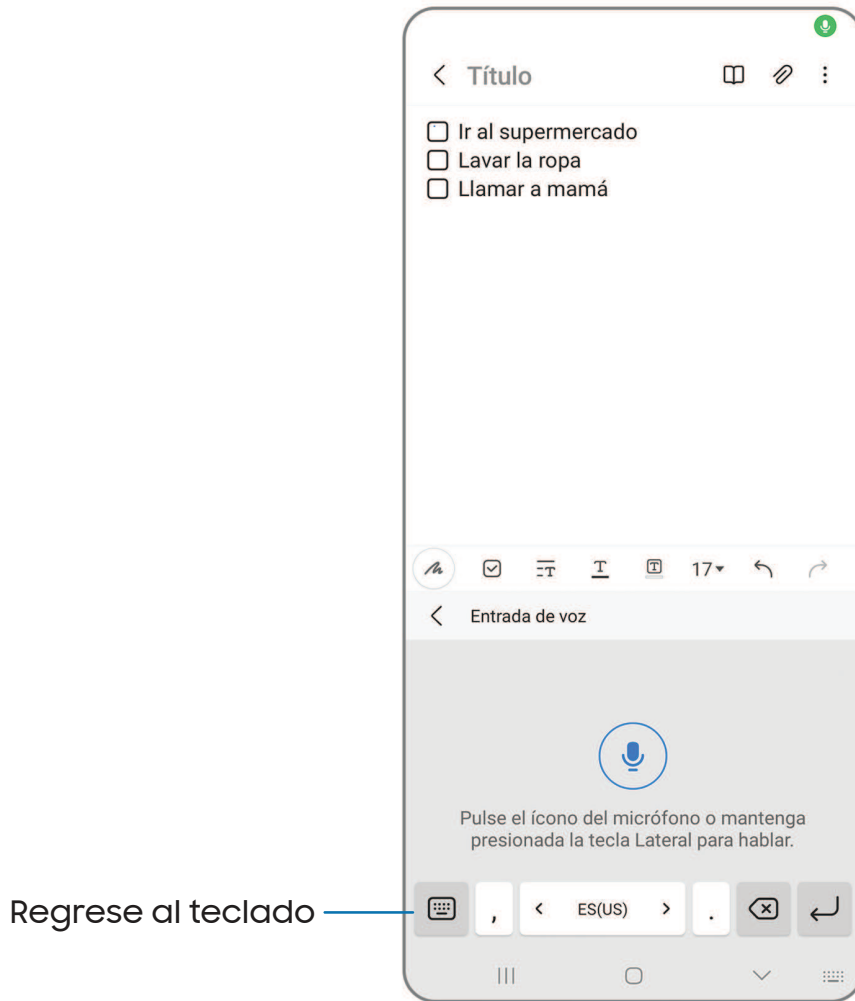 Título
Ir al supermercado
Lavar la ropa
Llamar a mamá
17
Entrada de voz
Pulse el ícono del micrófono o mantenga
presionada la tecla Lateral para hablar.
Regrese al teclado
, < ES(US) > .